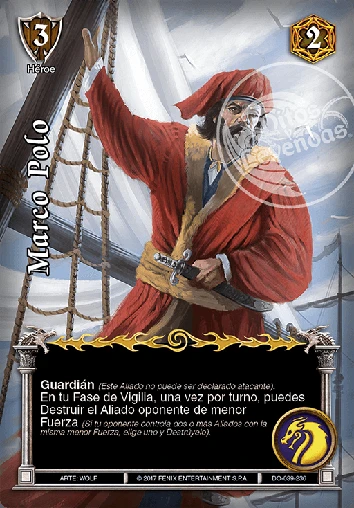 3
Héroe
2
Mitos
Leyendas
Marco Polo
Guardián (Este Aliado no puede ser declarado atacante).
En tu Fase de Vigilia, una vez por turno, puedes
Destruir el Aliado oponente de menor
Fuerza (Si tu oponente controla dos o más Aliados con la
misma menor Fuerza, elige uno y Destrúyelo).
ARTE: WOLF
© 2017 FENIX ENTERTAINMENT S.P.A.